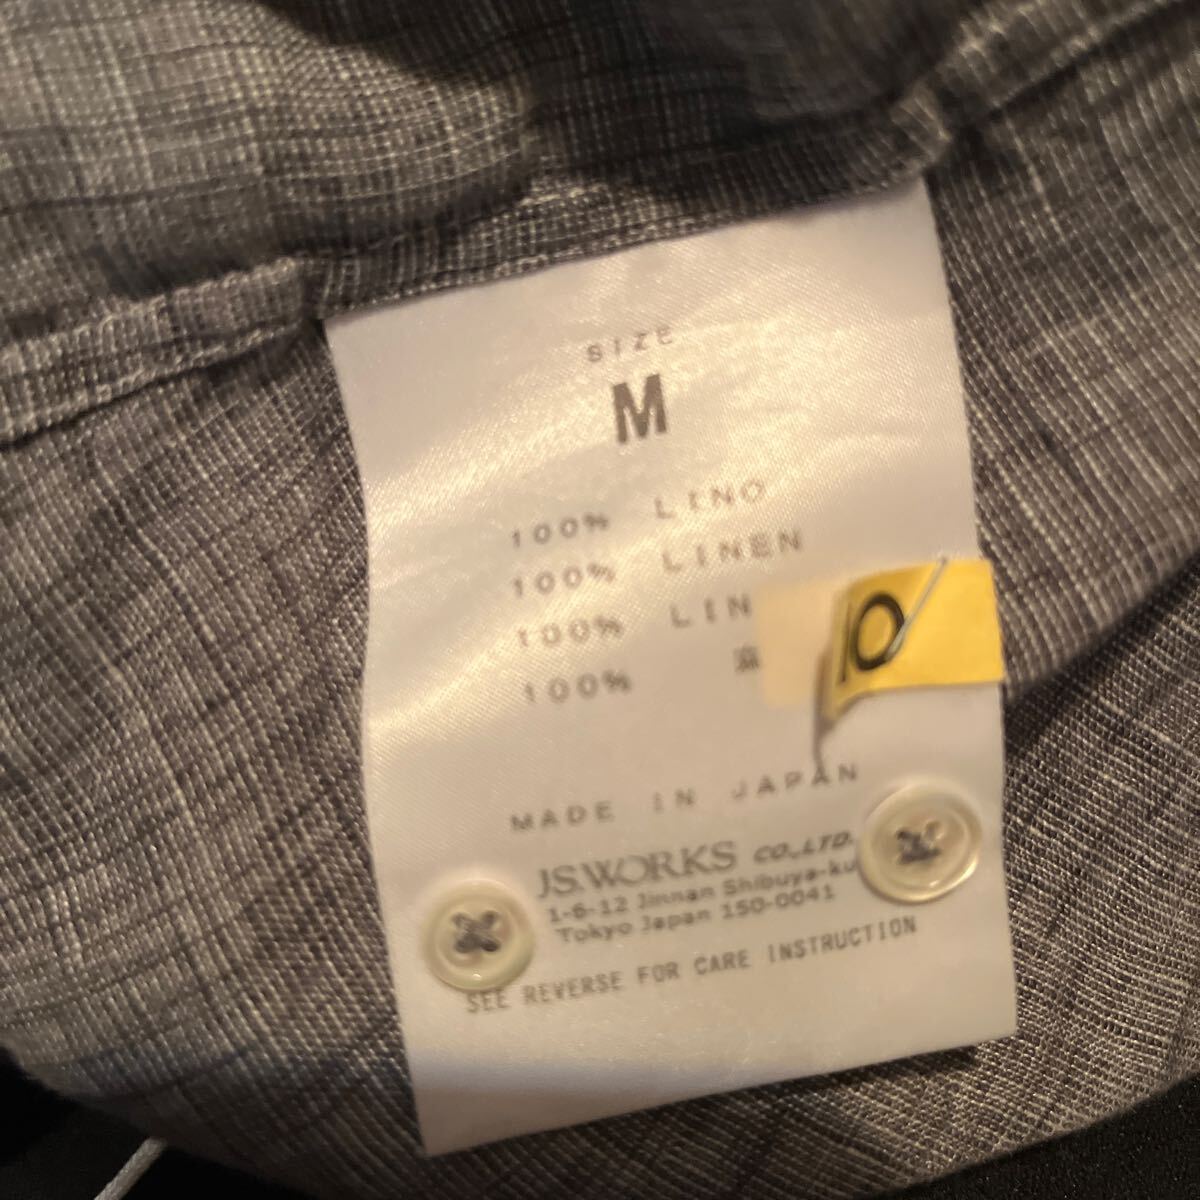 SIZE
M
100% LINO
100% LINEN
100% LIN
100% 麻
10
MADE IN JAPAN
JS.WORKS CO.,LTD.
1-6-12 Jinnan Shibuya-ku
Tokyo Japan 150-0041
SEE REVERSE FOR CARE INSTRUCTION